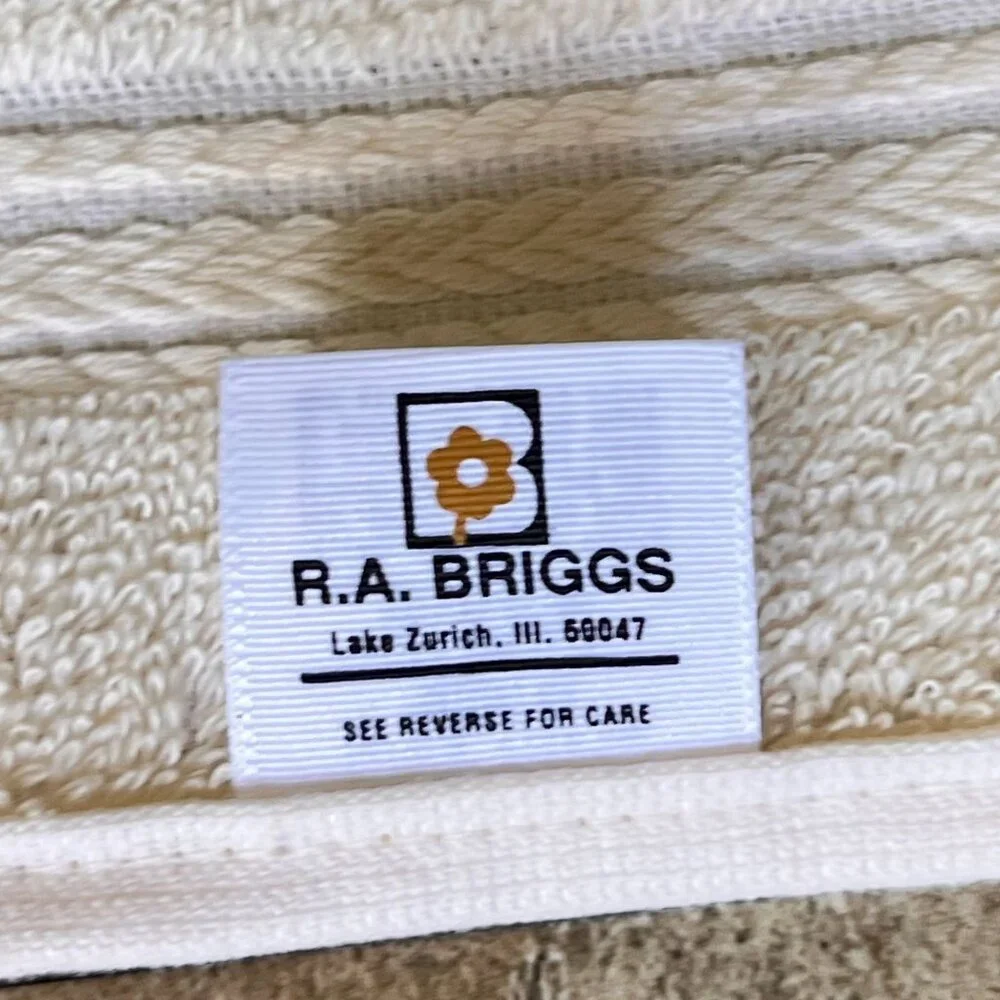 B
R.A. BRIGGS
Lake Zurich, Ill. 60047
SEE REVERSE FOR CARE